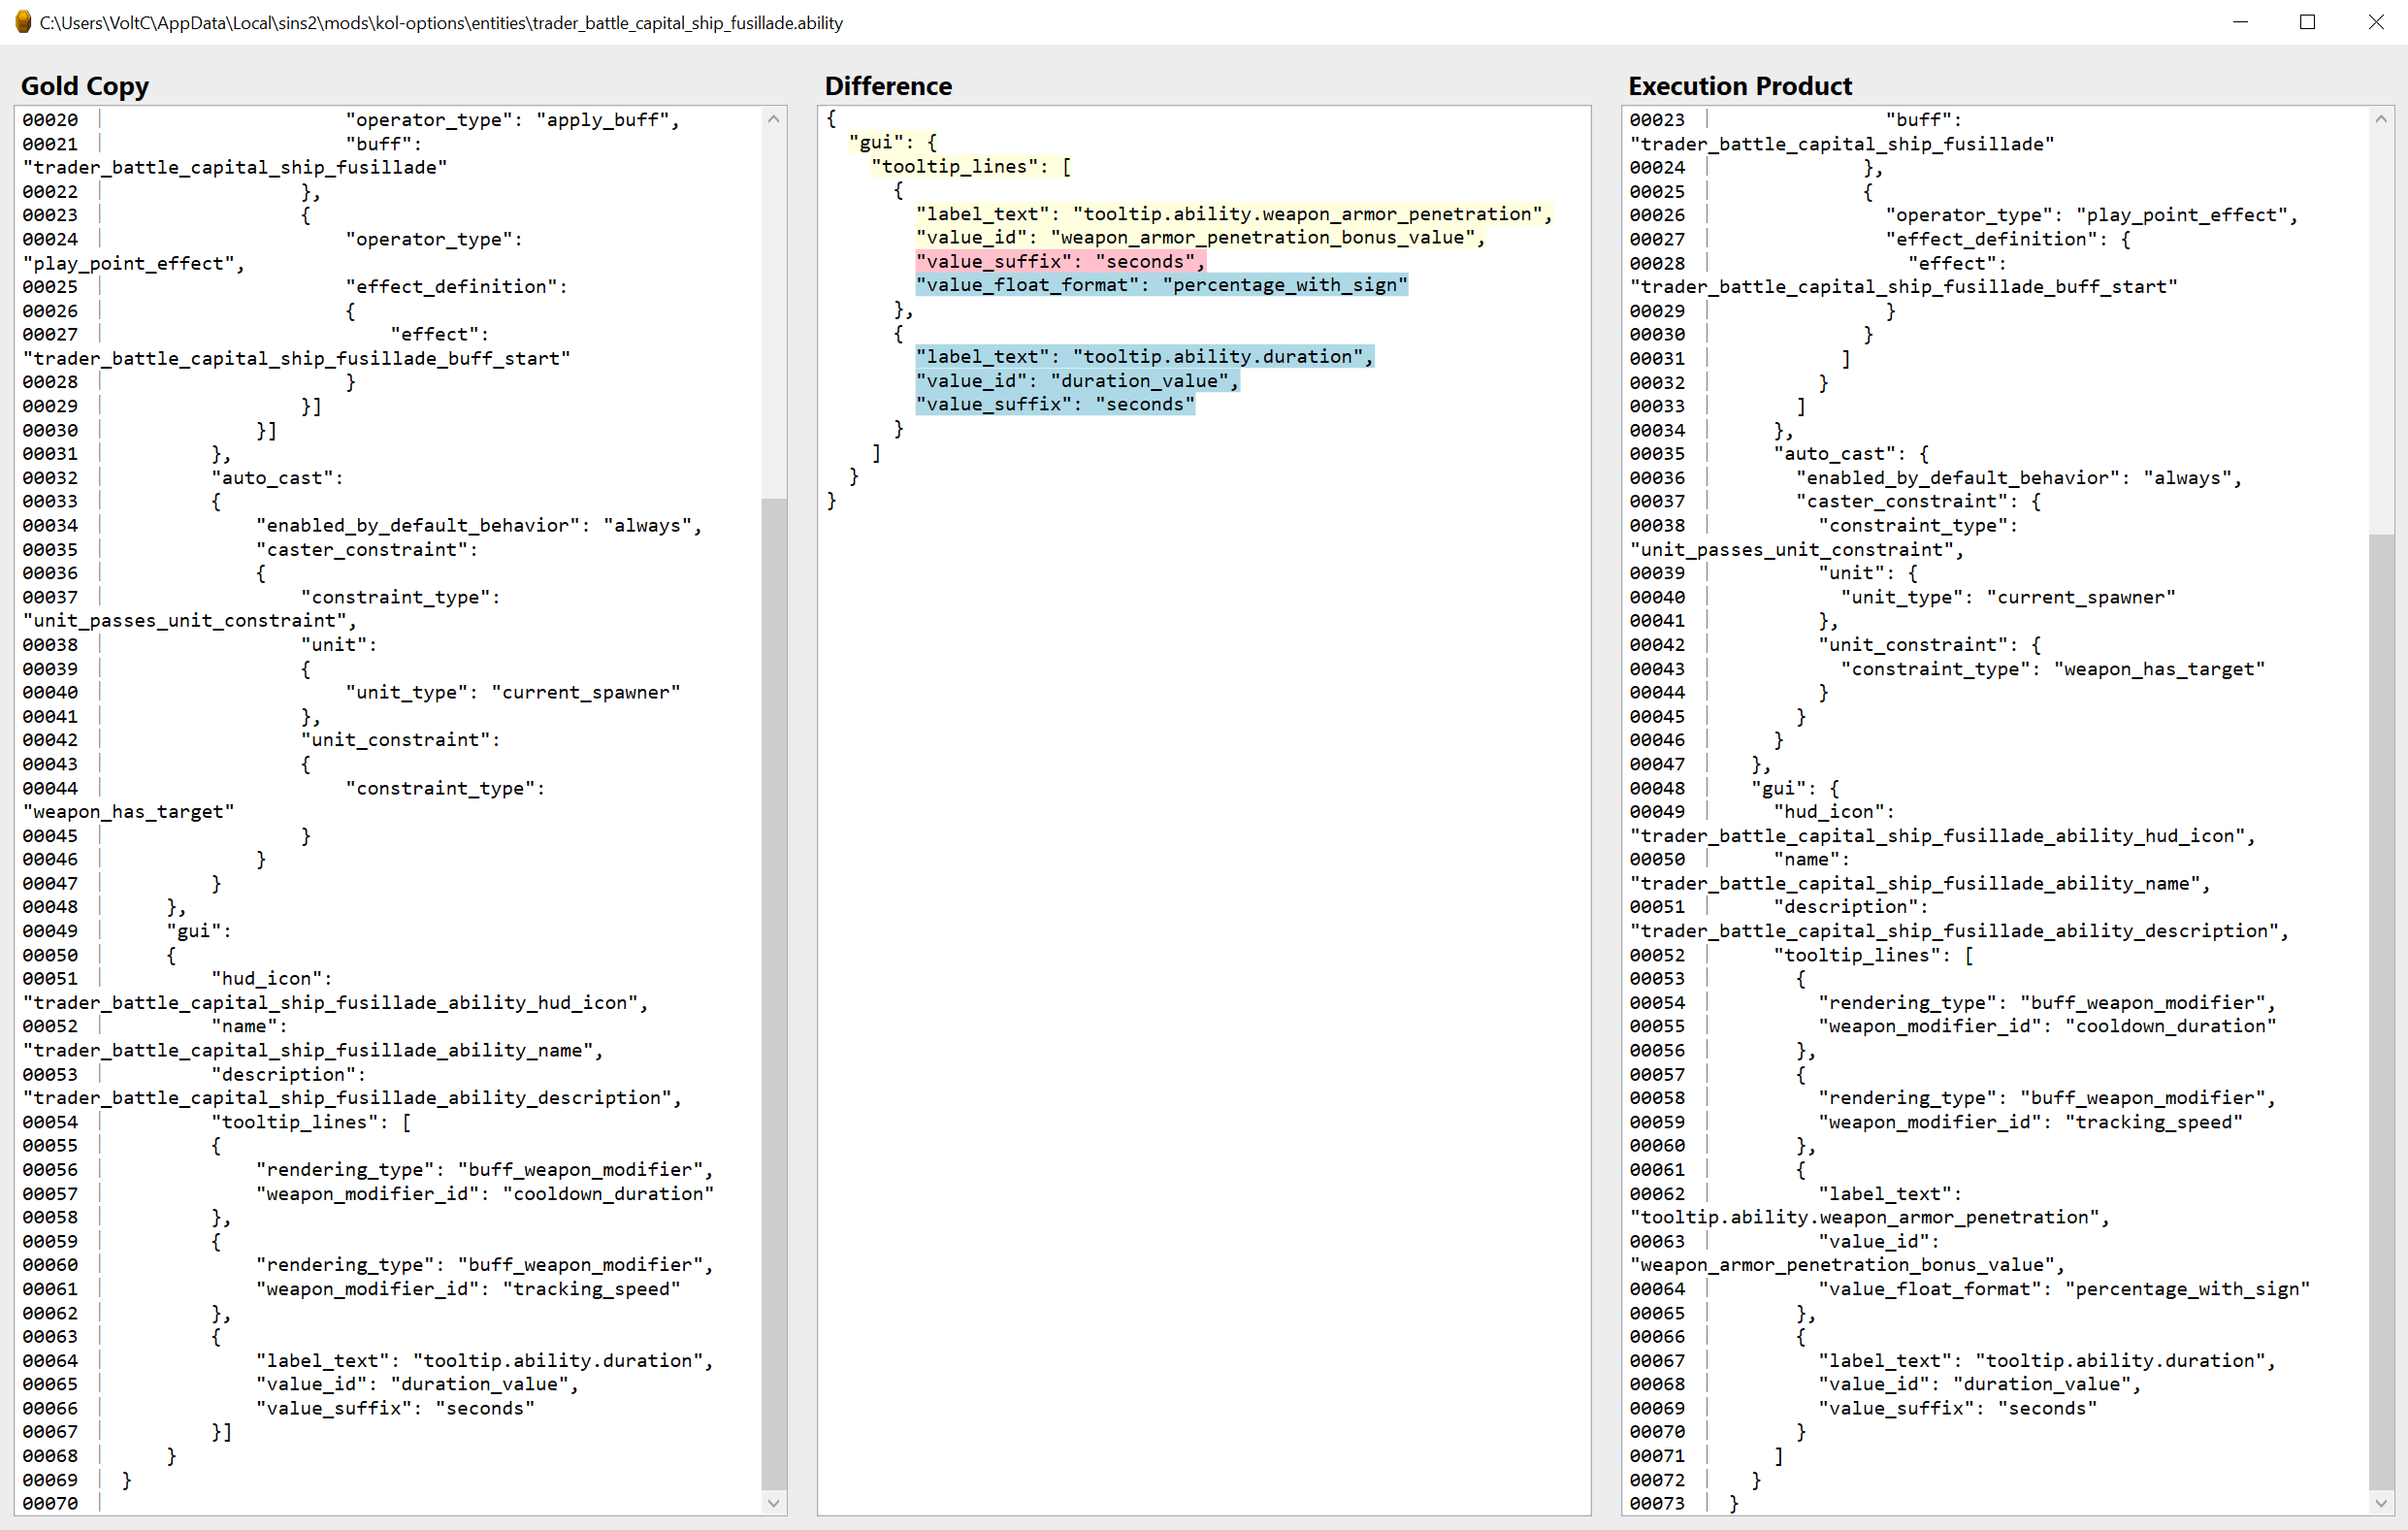 C:\Users\VoltC\AppData\Local\sins2\mods\kol-options\entities\trader_battle_capital_ship_fusillade.ability
Gold Copy
00020 | "operator_type": "apply_buff",
00021 | "buff":
"trader_battle_capital_ship_fusillade"
00022 | },
00023 | {
00024 | "operator_type":
"play_point_effect",
00025 | "effect_definition":
00026 | {
00027 | "effect":
"trader_battle_capital_ship_fusillade_buff_start"
00028 | }
00029 | }]
00030 | }]
00031 | },
00032 | "auto_cast":
00033 | {
00034 | "enabled_by_default_behavior": "always",
00035 | "caster_constraint":
00036 | {
00037 | "constraint_type":
"unit_passes_unit_constraint",
00038 | "unit":
00039 | {
00040 | "unit_type": "current_spawner"
00041 | },
00042 | "unit_constraint":
00043 | {
00044 | "constraint_type":
"weapon_has_target"
00045 | }
00046 | }
00047 | }
00048 | },
00049 | "gui":
00050 | {
00051 | "hud_icon":
"trader_battle_capital_ship_fusillade_ability_hud_icon",
00052 | "name":
"trader_battle_capital_ship_fusillade_ability_name",
00053 | "description":
"trader_battle_capital_ship_fusillade_ability_description",
00054 | "tooltip_lines": [
00055 | {
00056 | "rendering_type": "buff_weapon_modifier",
00057 | "weapon_modifier_id": "cooldown_duration"
00058 | },
00059 | {
00060 | "rendering_type": "buff_weapon_modifier",
00061 | "weapon_modifier_id": "tracking_speed"
00062 | },
00063 | {
00064 | "label_text": "tooltip.ability.duration",
00065 | "value_id": "duration_value",
00066 | "value_suffix": "seconds"
00067 | }]
00068 | }
00069 | }
00070 |
Difference
{
"gui": {
"tooltip_lines": [
{
"label_text": "tooltip.ability.weapon_armor_penetration",
"value_id": "weapon_armor_penetration_bonus_value",
"value_suffix": "seconds",
"value_float_format": "percentage_with_sign"
},
{
"label_text": "tooltip.ability.duration",
"value_id": "duration_value",
"value_suffix": "seconds"
}
]
}
}
Execution Product
00023 | "buff":
"trader_battle_capital_ship_fusillade"
00024 | },
00025 | {
00026 | "operator_type": "play_point_effect",
00027 | "effect_definition": {
00028 | "effect":
"trader_battle_capital_ship_fusillade_buff_start"
00029 | }
00030 | }
00031 | ]
00032 | }
00033 | ]
00034 | },
00035 | "auto_cast": {
00036 | "enabled_by_default_behavior": "always",
00037 | "caster_constraint": {
00038 | "constraint_type":
"unit_passes_unit_constraint",
00039 | "unit": {
00040 | "unit_type": "current_spawner"
00041 | },
00042 | "unit_constraint": {
00043 | "constraint_type": "weapon_has_target"
00044 | }
00045 | }
00046 | }
00047 | },
00048 | "gui": {
00049 | "hud_icon":
"trader_battle_capital_ship_fusillade_ability_hud_icon",
00050 | "name":
"trader_battle_capital_ship_fusillade_ability_name",
00051 | "description":
"trader_battle_capital_ship_fusillade_ability_description",
00052 | "tooltip_lines": [
00053 | {
00054 | "rendering_type": "buff_weapon_modifier",
00055 | "weapon_modifier_id": "cooldown_duration"
00056 | },
00057 | {
00058 | "rendering_type": "buff_weapon_modifier",
00059 | "weapon_modifier_id": "tracking_speed"
00060 | },
00061 | {
00062 | "label_text":
"tooltip.ability.weapon_armor_penetration",
00063 | "value_id":
"weapon_armor_penetration_bonus_value",
00064 | "value_float_format": "percentage_with_sign"
00065 | },
00066 | {
00067 | "label_text": "tooltip.ability.duration",
00068 | "value_id": "duration_value",
00069 | "value_suffix": "seconds"
00070 | }
00071 | ]
00072 | }
00073 | }